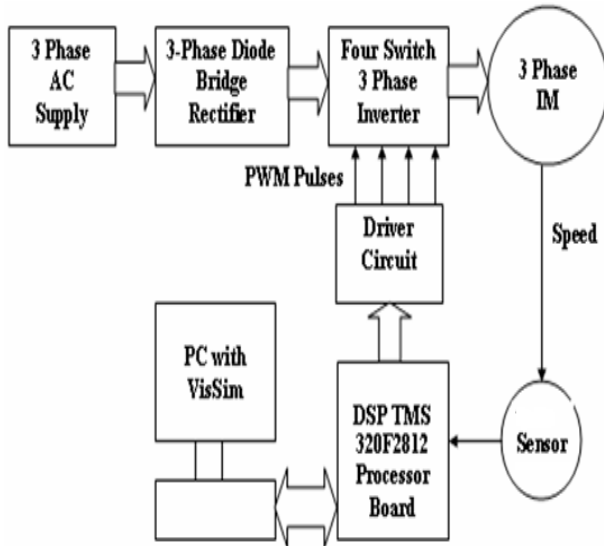 3 Phase
AC
Supply
3-Phase Diode
Bridge
Rectifier
Four Switch
3 Phase
Inverter
3 Phase
IM
PWM Pulses
Driver
Circuit
Speed
PC with
VisSim
DSP TMS
320F2812
Processor
Board
Sensor